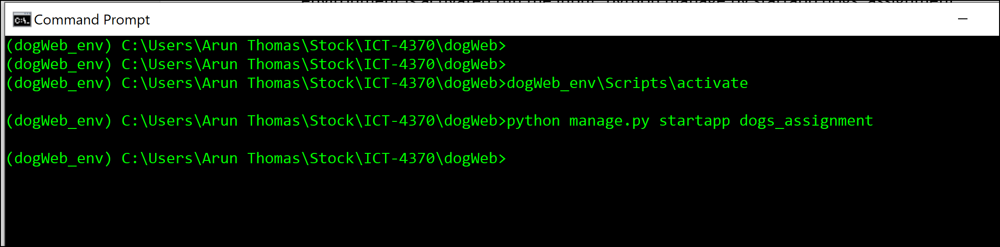 Command Prompt
(dogWeb_env) C:\Users\Arun Thomas\Stock\ICT-4370\dogWeb>
(dogWeb_env) C:\Users\Arun Thomas\Stock\ICT-4370\dogWeb>
(dogWeb_env) C:\Users\Arun Thomas\Stock\ICT-4370\dogWeb>dogWeb_env\Scripts\activate
(dogWeb_env) C:\Users\Arun Thomas\Stock\ICT-4370\dogWeb>python manage.py startapp dogs_assignment
(dogWeb_env) C:\Users\Arun Thomas\Stock\ICT-4370\dogWeb>